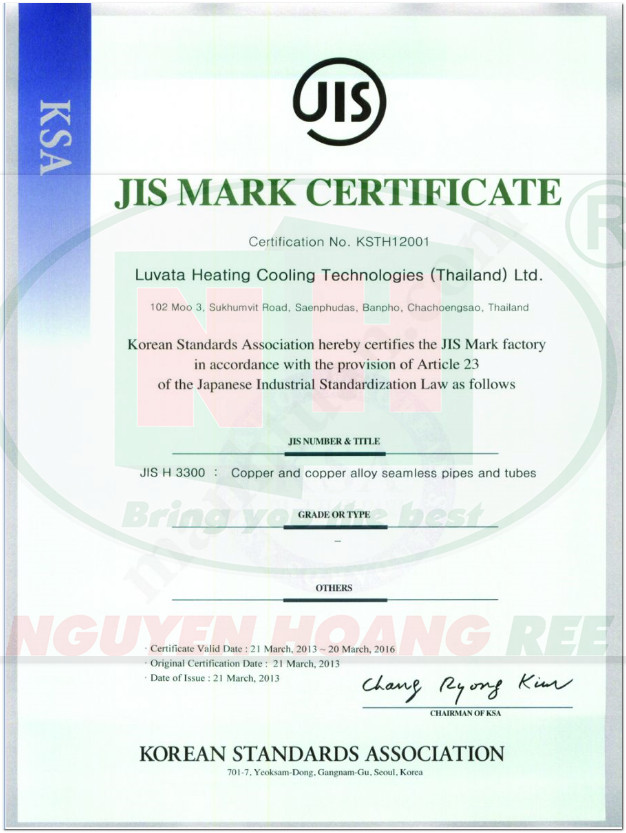 KSA
JIS
JIS MARK CERTIFICATE
Certification No. KSTH12001
Luvata Heating Cooling Technologies (Thailand) Ltd.
102 Moo 3, Sukhumvit Road, Saenphudas, Banpho, Chachoengsao, Thailand
Korean Standards Association hereby certifies the JIS Mark factory
in accordance with the provision of Article 23
of the Japanese Industrial Standardization Law as follows
JIS NUMBER & TITLE
JIS H 3300 : Copper and copper alloy seamless pipes and tubes
Bring you the best
GRADE OR TYPE
–
OTHERS
NGUYEN HOANG REE
· Certificate Valid Date : 21 March, 2013 ~ 20 March, 2016
· Original Certification Date : 21 March, 2013
· Date of Issue : 21 March, 2013
Chang Ryong Kim
CHAIRMAN OF KSA
KOREAN STANDARDS ASSOCIATION
701-7, Yeoksam-Dong, Gangnam-Gu, Seoul, Korea
NH
®